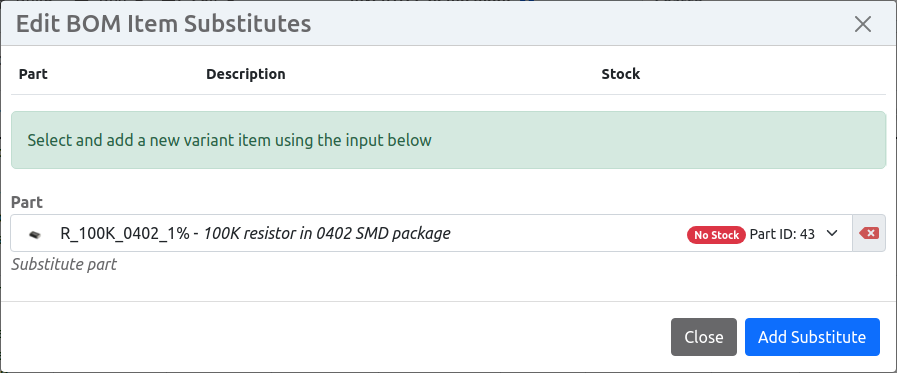 Edit BOM Item Substitutes
Part Description Stock
Select and add a new variant item using the input below
Part
R_100K_0402_1% - 100K resistor in 0402 SMD package No Stock Part ID: 43
Substitute part
Close Add Substitute